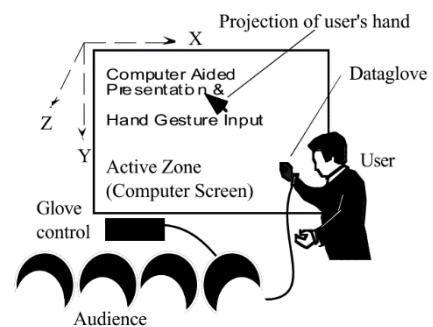 Projection of user's hand
X
Computer Aided
Presentation &
Dataglove
Z
Hand Gesture Input
Y
Active Zone
User
(Computer Screen)
Glove
control
Audience